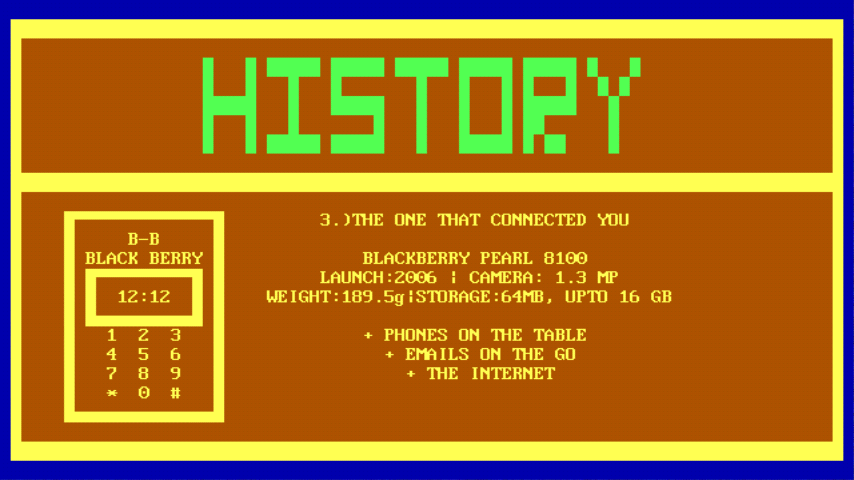 HISTORY
3.)THE ONE THAT CONNECTED YOU
B-B
BLACK BERRY
12:12
1 2 3
4 5 6
7 8 9
* 0 #
BLACKBERRY PEARL 8100
LAUNCH:2006 | CAMERA: 1.3 MP
WEIGHT:189.5g|STORAGE:64MB, UPTO 16 GB
+ PHONES ON THE TABLE
+ EMAILS ON THE GO
+ THE INTERNET